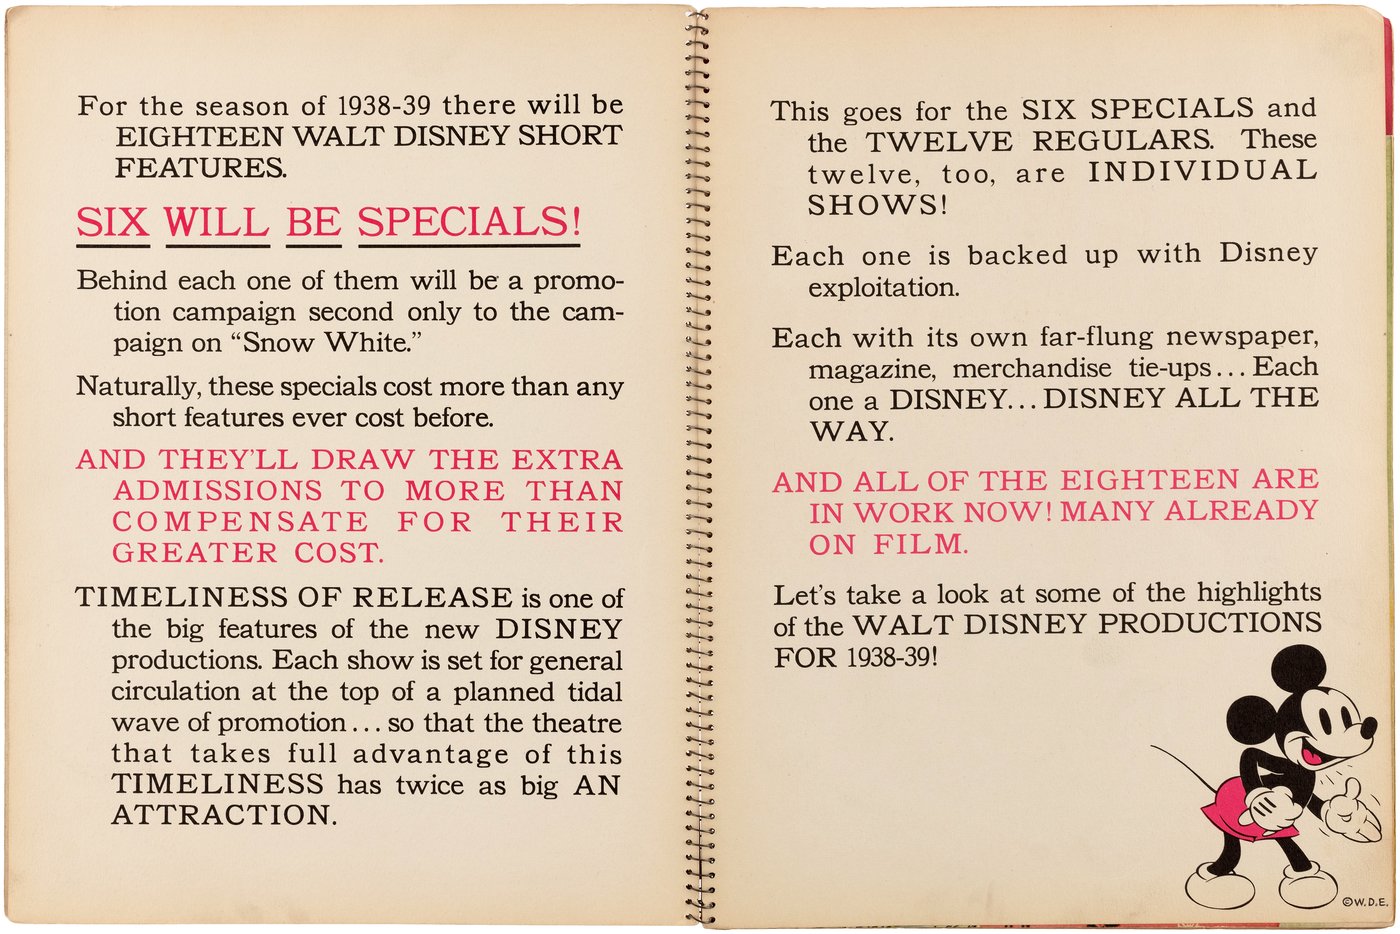 For the season of 1938-39 there will be
EIGHTEEN WALT DISNEY SHORT
FEATURES.
SIX WILL BE SPECIALS!
Behind each one of them will be a promo-
tion campaign second only to the cam-
paign on “Snow White.”
Naturally, these specials cost more than any
short features ever cost before.
AND THEY'LL DRAW THE EXTRA
ADMISSIONS TO MORE THAN
COMPENSATE FOR THEIR
GREATER COST.
TIMELINESS OF RELEASE is one of
the big features of the new DISNEY
productions. Each show is set for general
circulation at the top of a planned tidal
wave of promotion... so that the theatre
that takes full advantage of this
TIMELINESS has twice as big AN
ATTRACTION.
This goes for the SIX SPECIALS and
the TWELVE REGULARS. These
twelve, too, are INDIVIDUAL
SHOWS!
Each one is backed up with Disney
exploitation.
Each with its own far-flung newspaper,
magazine, merchandise tie-ups... Each
one a DISNEY... DISNEY ALL THE
WAY.
AND ALL OF THE EIGHTEEN ARE
IN WORK NOW! MANY ALREADY
ON FILM.
Let's take a look at some of the highlights
of the WALT DISNEY PRODUCTIONS
FOR 1938-39!
©W.D.E.